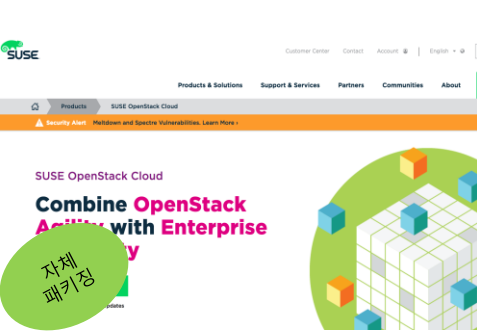 SUSE
Customer Center Contact Account English
Products & Solutions Support & Services Partners Communities About
Products SUSE OpenStack Cloud
Security Alert Meltdown and Spectre Vulnerabilities. Learn More ›
SUSE OpenStack Cloud
Combine OpenStack
Agility with Enterprise
자체
패키징